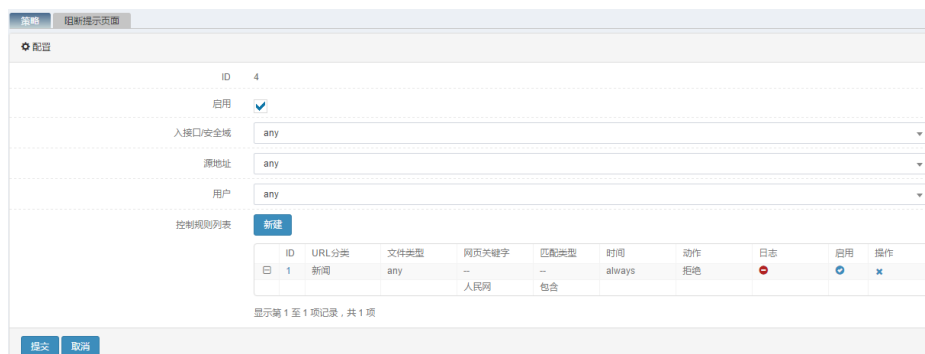 策略 阻断提示页面
配置
ID 4
启用
入接口/安全域 any
源地址 any
用户 any
控制规则列表 新建
ID URL分类 文件类型 网页关键字 匹配类型 时间 动作 日志 启用 操作
1 新闻 any -- -- always 拒绝
人民网 包含
显示第 1 至 1 项记录，共 1 项
提交 取消